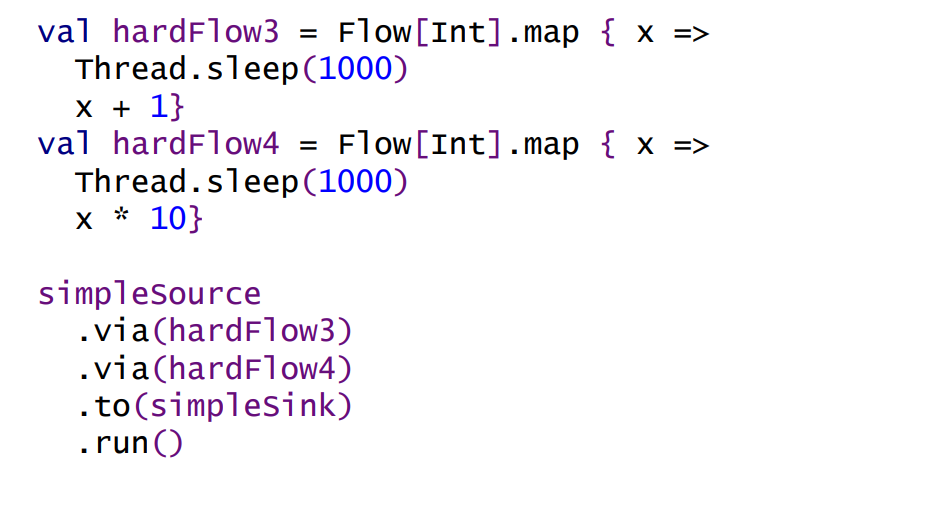 val hardFlow3 = Flow[Int].map { x =>
  Thread.sleep(1000)
  x + 1}
val hardFlow4 = Flow[Int].map { x =>
  Thread.sleep(1000)
  x * 10}

simpleSource
  .via(hardFlow3)
  .via(hardFlow4)
  .to(simpleSink)
  .run()